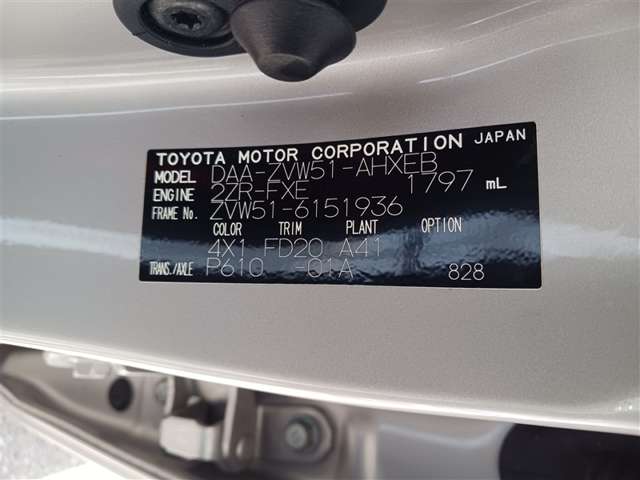 TOYOTA MOTOR CORPORATION JAPAN
MODEL DAA-ZVW51-AHXEB
ENGINE 2ZR-FXE 1797 mL
FRAME No. ZVW51-6151936
COLOR TRIM PLANT OPTION
4X1 FD20 A41
TRANS./AXLE P610 -01A 828